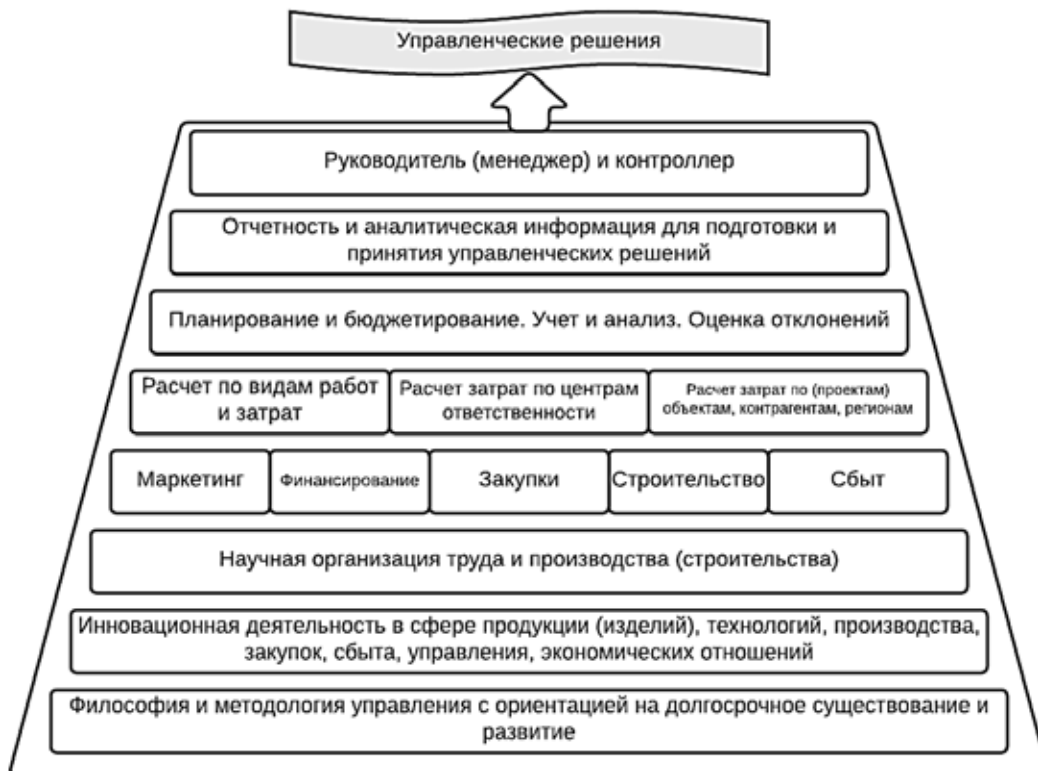 Управленческие решения
Руководитель (менеджер) и контроллер
Отчетность и аналитическая информация для подготовки и
принятия управленческих решений
Планирование и бюджетирование. Учет и анализ. Оценка отклонений
Расчет по видам работ
и затрат
Расчет затрат по центрам
ответственности
Расчет затрат по (проектам)
объектам, контрагентам, регионам
Маркетинг
Финансирование
Закупки
Строительство
Сбыт
Научная организация труда и производства (строительства)
Инновационная деятельность в сфере продукции (изделий), технологий, производства,
закупок, сбыта, управления, экономических отношений
Философия и методология управления с ориентацией на долгосрочное существование и
развитие